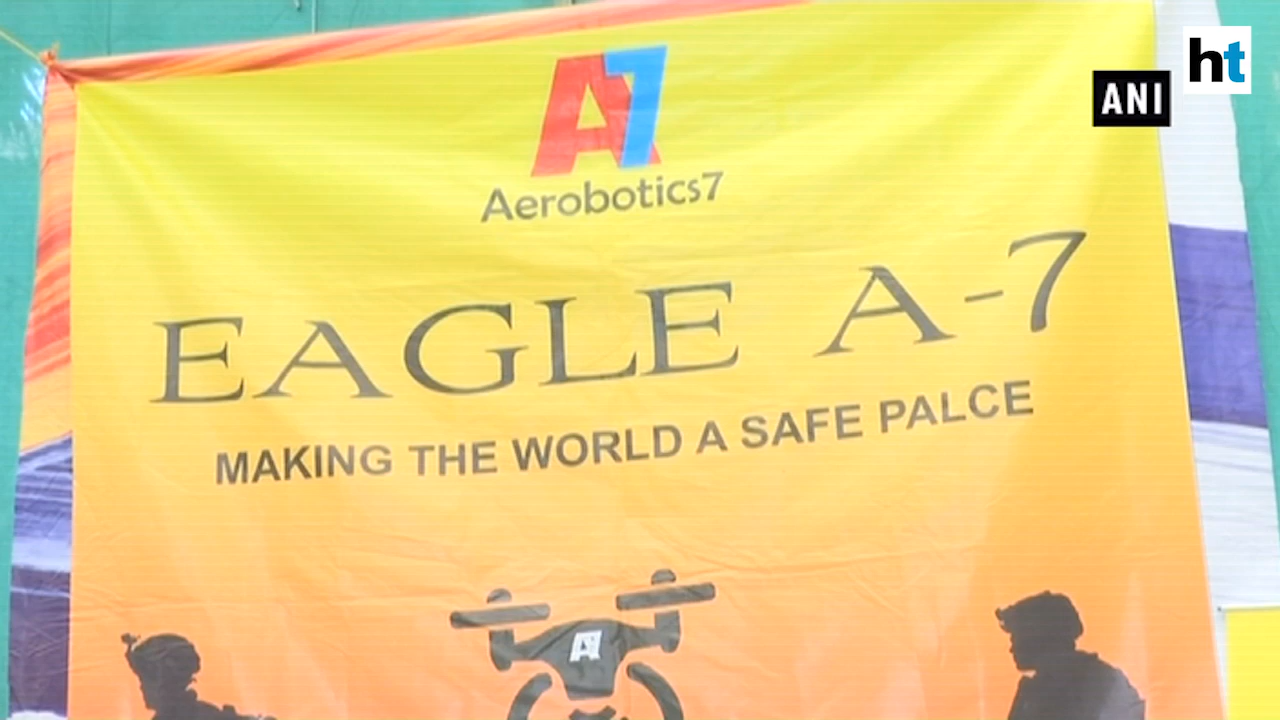 ht
ANI
A7
Aerobotics7
EAGLE A-7
MAKING THE WORLD A SAFE PALCE
A7